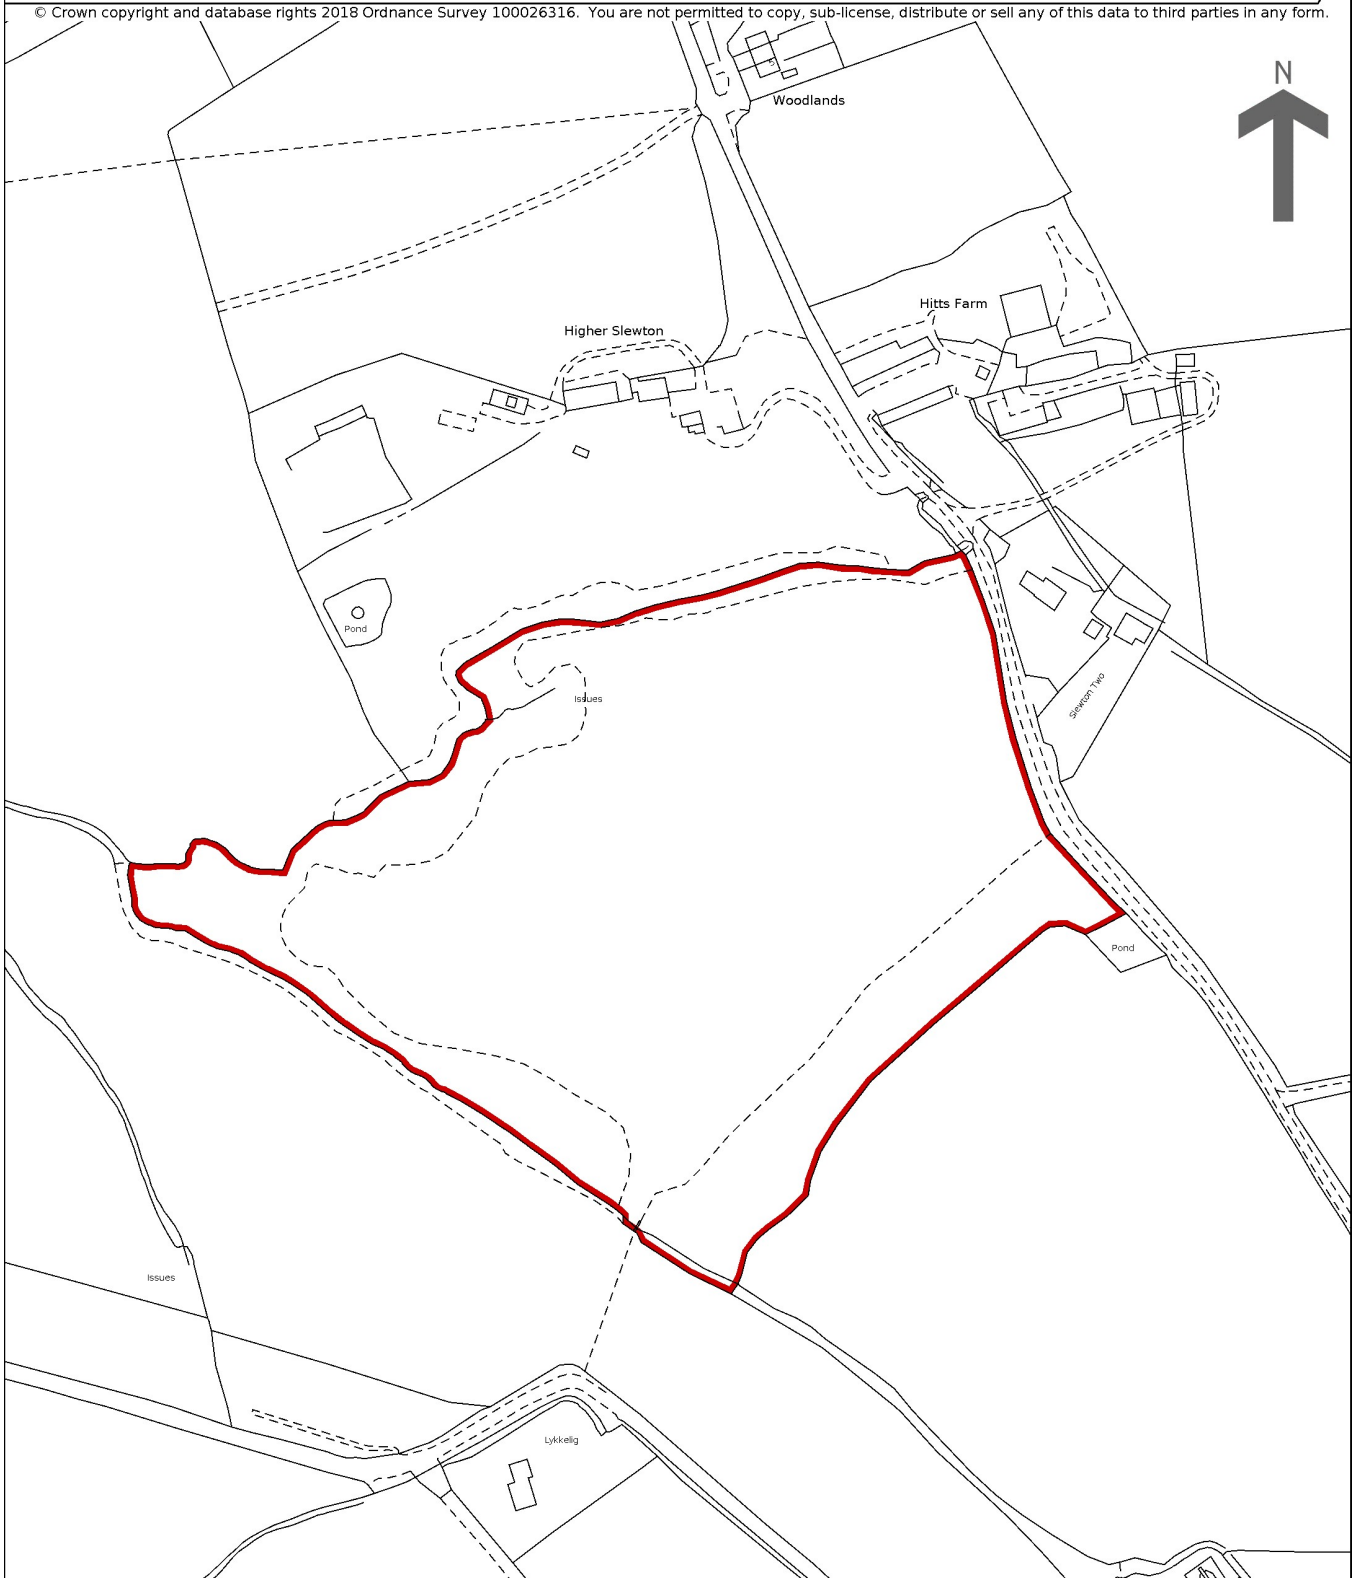 © Crown copyright and database rights 2018 Ordnance Survey 100026316. You are not permitted to copy, sub-license, distribute or sell any of this data to third parties in any form.
5
N
Woodlands
Hitts Farm
Higher Slewton
Pond
Issues
Slewton Two
Pond
Issues
Lykkelig